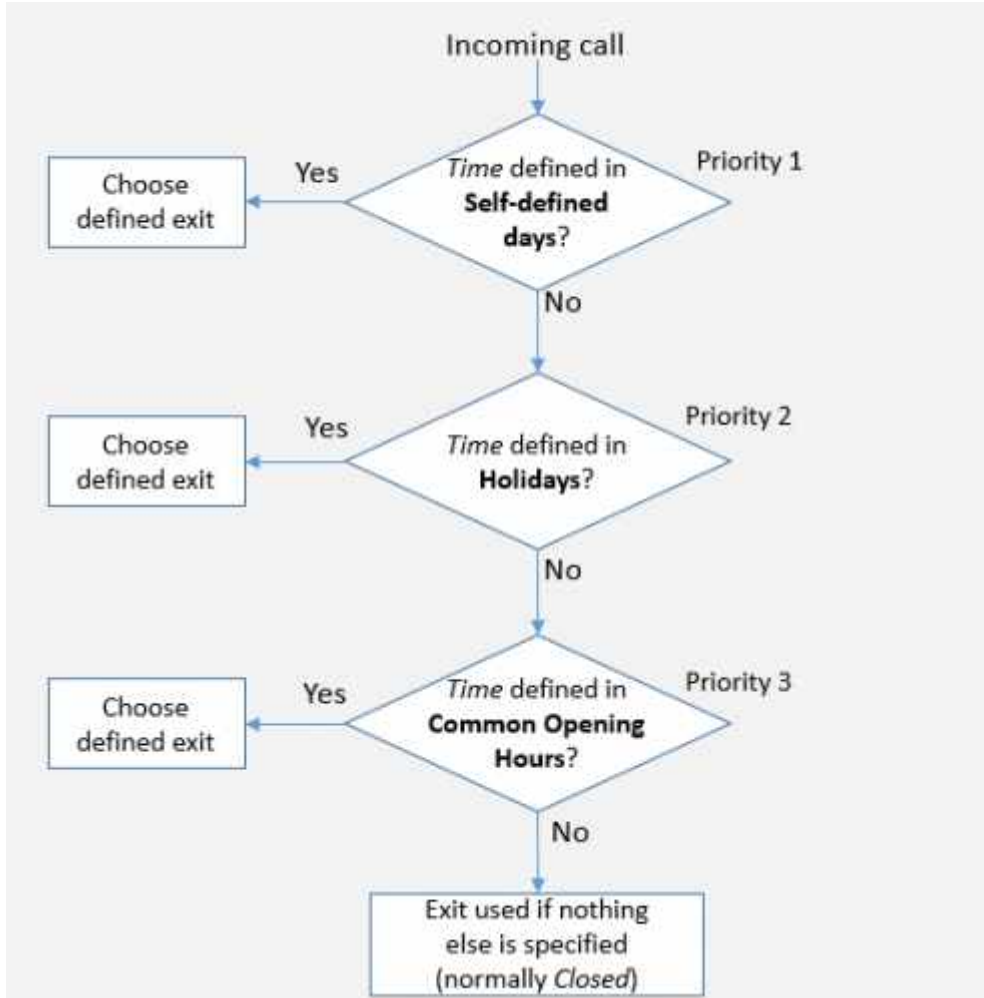 Incoming call
Time defined in
Self-defined
days?
Priority 1
Yes
Choose
defined exit
No
Time defined in
Holidays?
Priority 2
Yes
Choose
defined exit
No
Time defined in
Common Opening
Hours?
Priority 3
Yes
Choose
defined exit
No
Exit used if nothing
else is specified
(normally Closed)